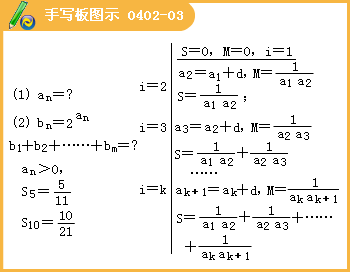 手写板图示 0402-03
(1) aₙ=?
(2) bₙ=2^aₙ
b₁+b₂+……+bₘ=?
aₙ>0,
S₅=5/11
S₁₀=10/21
S=0, M=0, i=1
i=2 a₂=a₁+d, M=1/(a₁a₂)
S=1/(a₁a₂) ;
i=3 a₃=a₂+d, M=1/(a₂a₃)
S=1/(a₁a₂)+1/(a₂a₃)
……
i=k aₖ₊₁=aₖ+d, M=1/(aₖaₖ₊₁)
S=1/(a₁a₂)+1/(a₂a₃)+……
+1/(aₖaₖ₊₁)